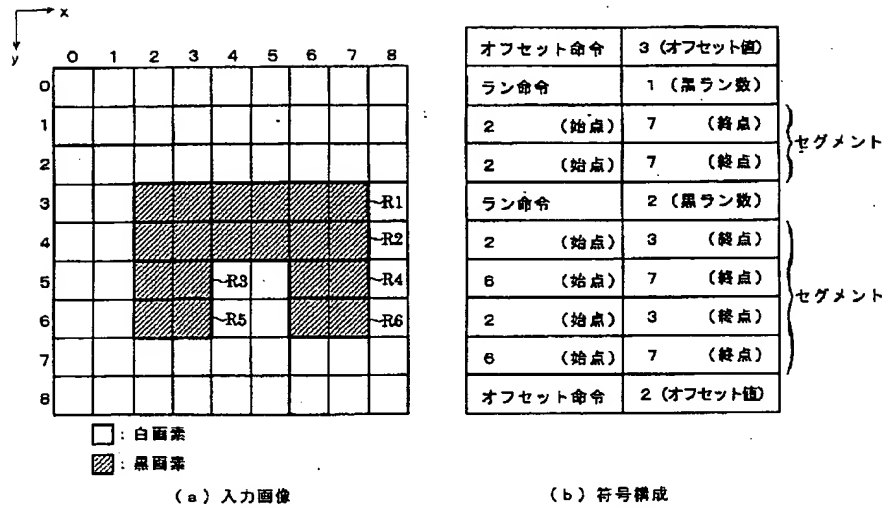 x
y
0 1 2 3 4 5 6 7 8
0
1
2
3
4
5
6
7
8
R1
R2
R3
R4
R5
R6
:白画素
:黒画素
(a)入力画像
オフセット命令 3(オフセット値)
ラン命令 1(黒ラン数)
2 (始点) 7 (終点)
2 (始点) 7 (終点)
セグメント
ラン命令 2(黒ラン数)
2 (始点) 3 (終点)
6 (始点) 7 (終点)
2 (始点) 3 (終点)
6 (始点) 7 (終点)
セグメント
オフセット命令 2(オフセット値)
(b)符号構成